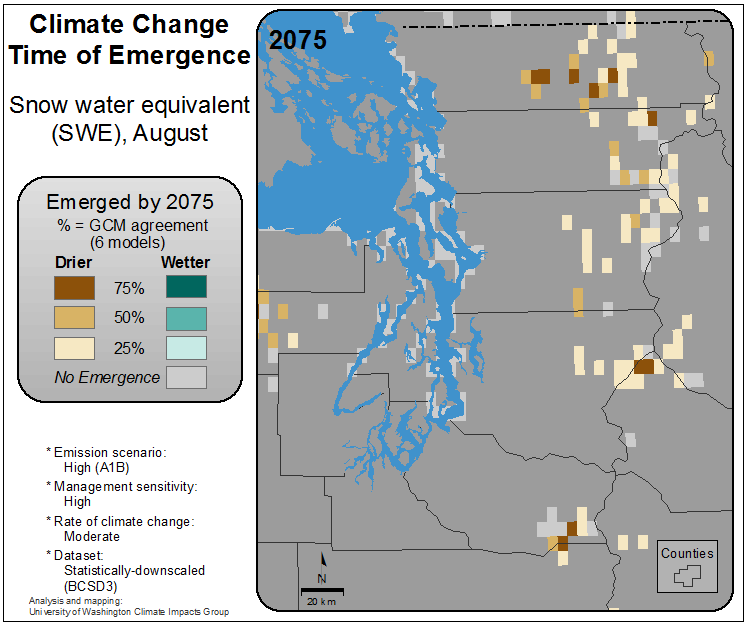 Climate Change
Time of Emergence
Snow water equivalent
(SWE), August
Emerged by 2075
% = GCM agreement
(6 models)
Drier Wetter
75%
50%
25%
No Emergence
* Emission scenario:
High (A1B)
* Management sensitivity:
High
* Rate of climate change:
Moderate
* Dataset:
Statistically-downscaled
(BCSD3)
Analysis and mapping:
University of Washington Climate Impacts Group
2075
N
20 km
Counties